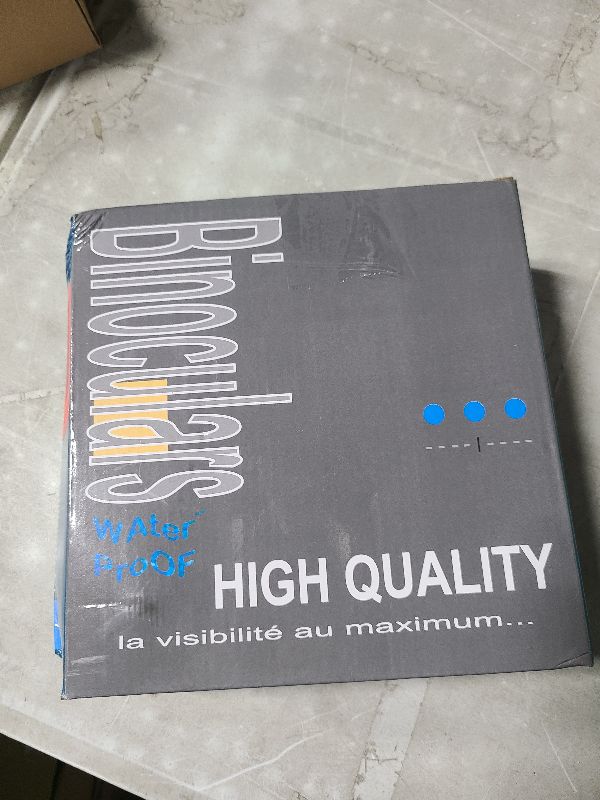 Binoculars
WAter
ProOF
HIGH QUALITY
la visibilité au maximum...